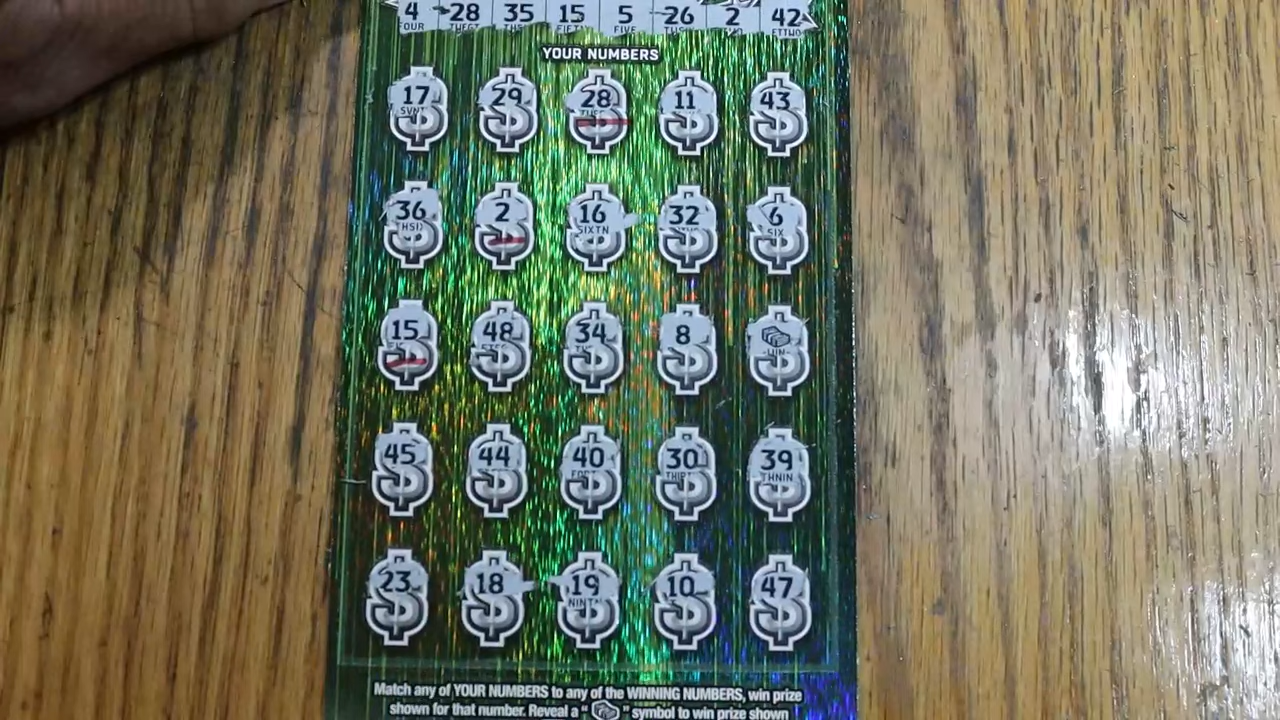 4 28 35 15 5 26 2 42
OUR FIFTN FIVE FTTWO
YOUR NUMBERS
17 29 28 11 43
36 2 16 32 6
SIXTN SIX
15 48 34 8
45 44 40 30 39
THNIN
23 18 19 10 47
NINTN
Match any of YOUR NUMBERS to any of the WINNING NUMBERS, win prize
shown for that number. Reveal a " " symbol to win prize shown